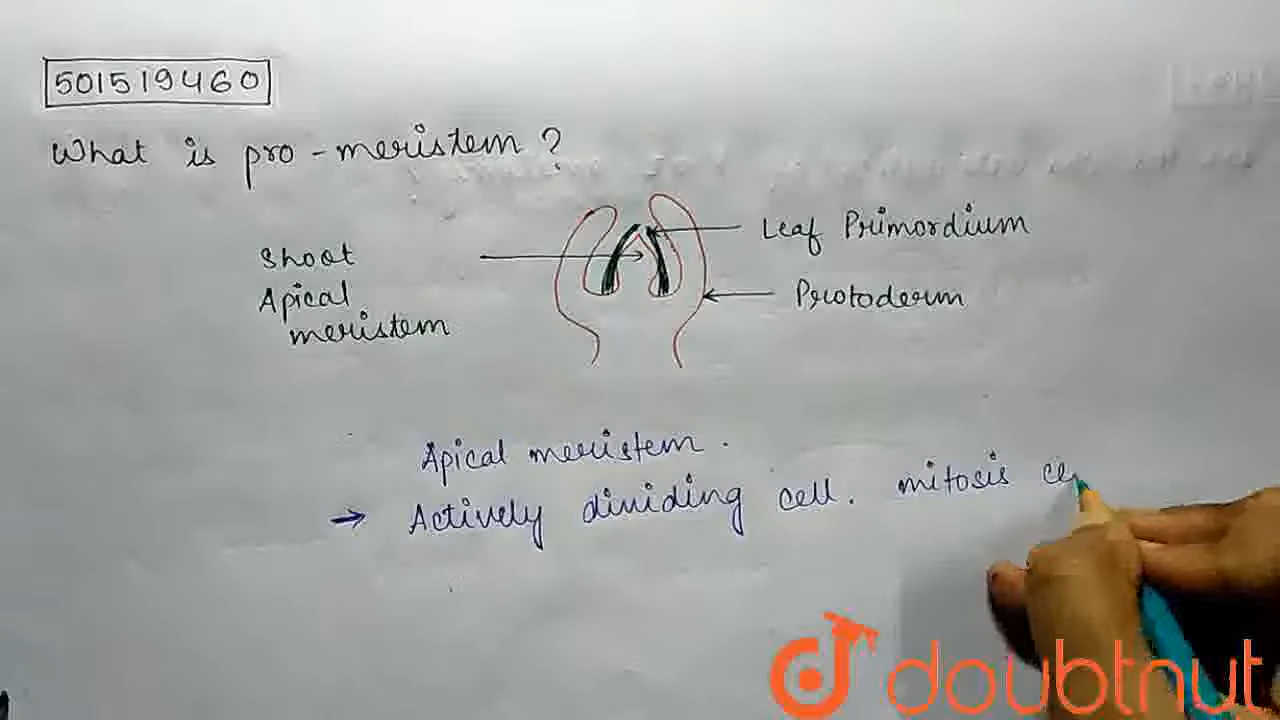 501519460
What is pro-meristem?
Shoot
Apical
meristem
Leaf Primordium
Protoderm
Apical meristem.
→ Actively dividing cell. mitosis
doubtnut